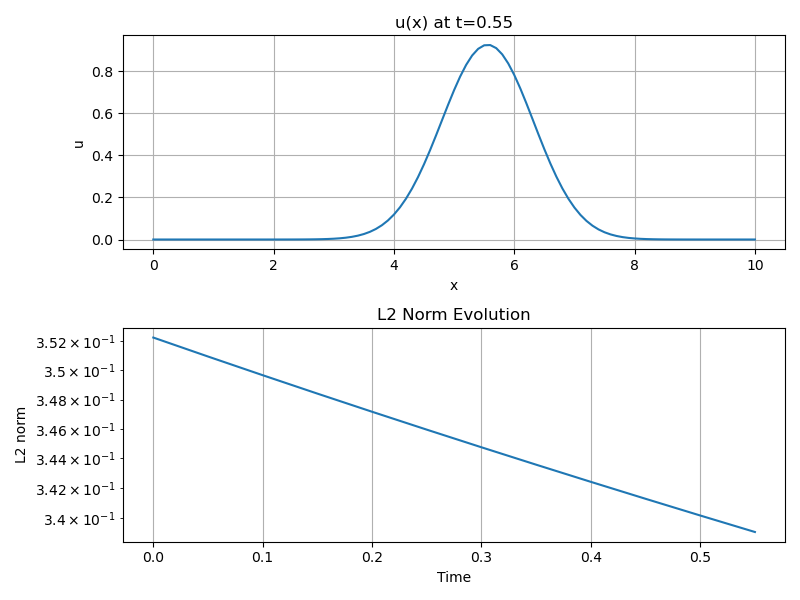 u(x) at t=0.55
u
0.8
0.6
0.4
0.2
0.0
0 2 4 6 8 10
x
L2 Norm Evolution
L2 norm
3.52 × 10⁻¹
3.5 × 10⁻¹
3.48 × 10⁻¹
3.46 × 10⁻¹
3.44 × 10⁻¹
3.42 × 10⁻¹
3.4 × 10⁻¹
0.0 0.1 0.2 0.3 0.4 0.5
Time